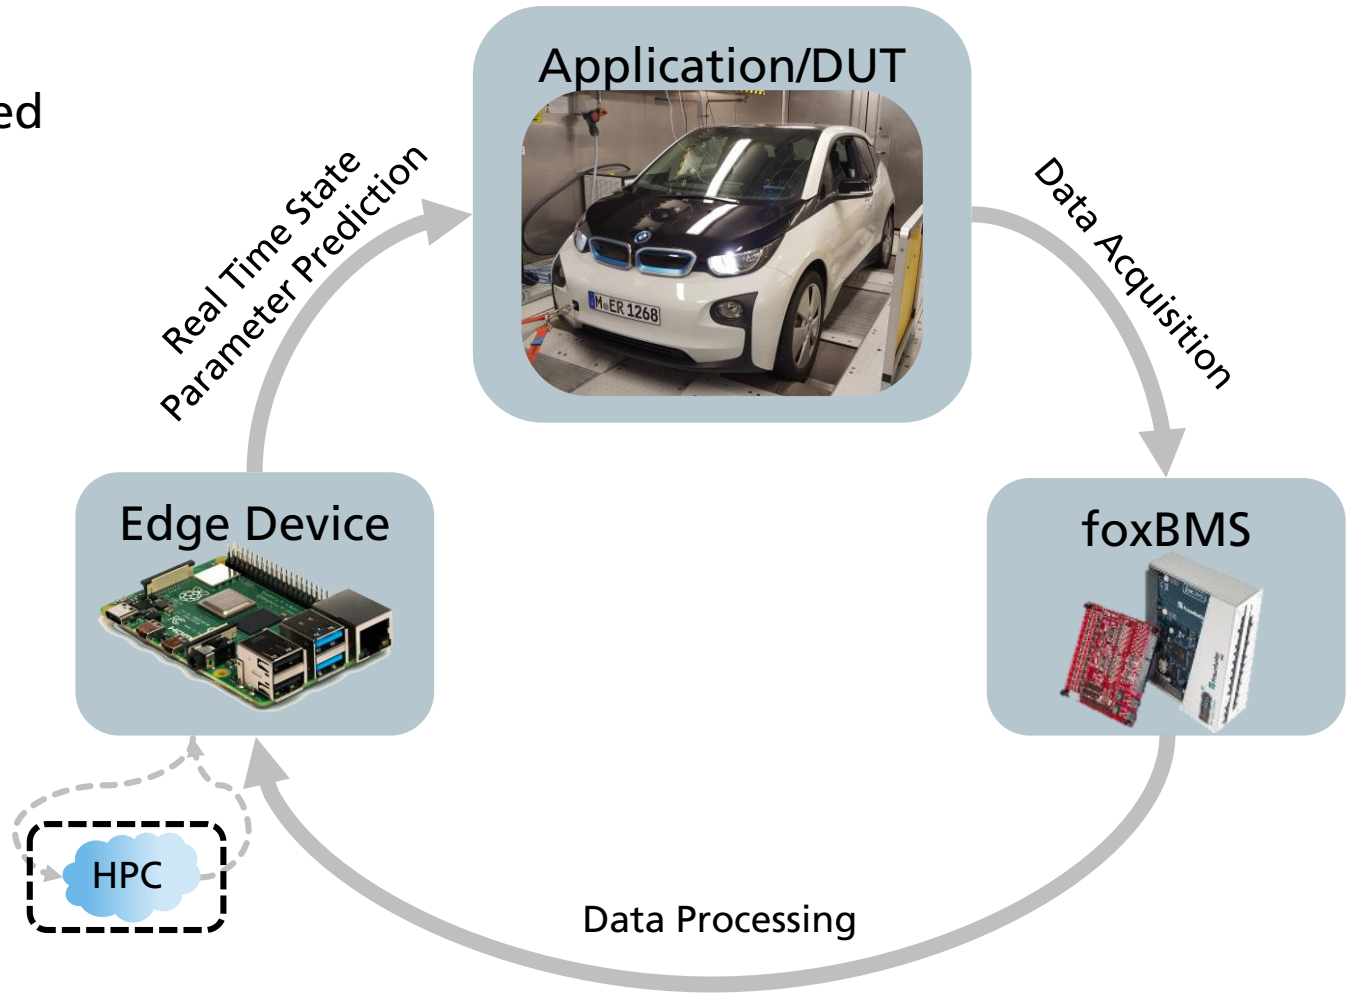 Application/DUT
ed
Real Time State
Parameter Prediction
Data Acquisition
M ER 1268
Edge Device
foxBMS
HPC
Data Processing